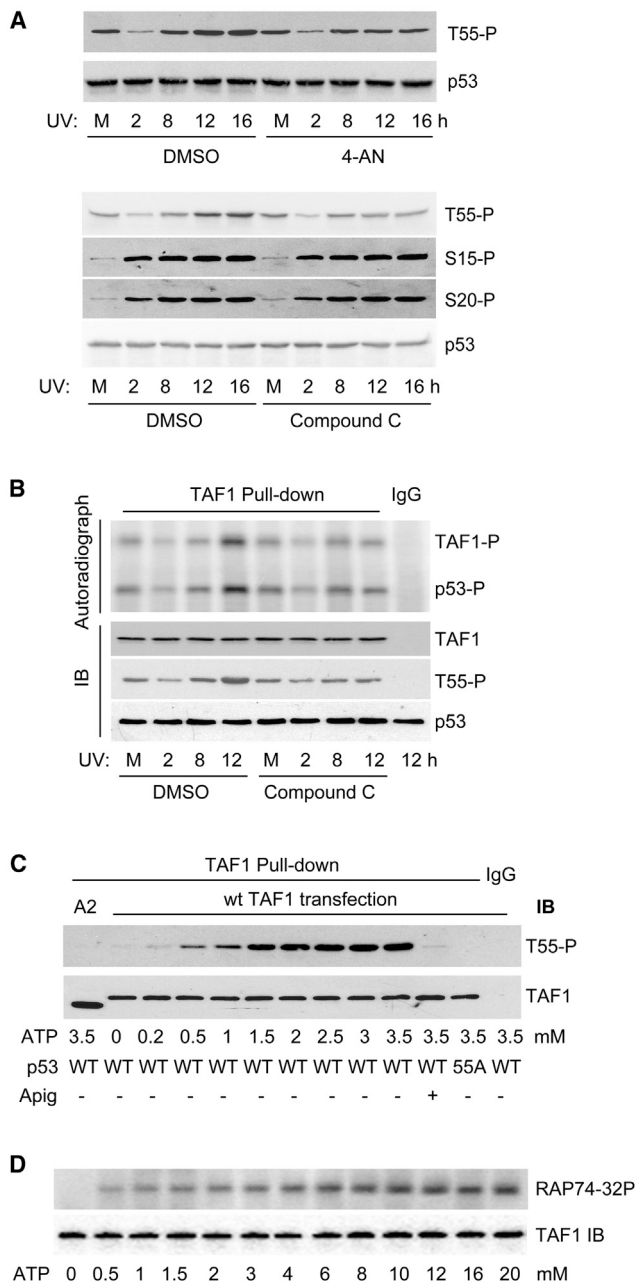 A
T55-P
p53
UV: M 2 8 12 16 M 2 8 12 16 h
DMSO 4-AN
T55-P
S15-P
S20-P
p53
UV: M 2 8 12 16 M 2 8 12 16 h
DMSO Compound C
B
TAF1 Pull-down IgG
Autoradiograph
TAF1-P
p53-P
IB
TAF1
T55-P
p53
UV: M 2 8 12 M 2 8 12 12 h
DMSO Compound C
C
TAF1 Pull-down IgG
A2 wt TAF1 transfection IB
T55-P
TAF1
ATP 3.5 0 0.2 0.5 1 1.5 2 2.5 3 3.5 3.5 3.5 3.5 mM
p53 WT WT WT WT WT WT WT WT WT WT WT 55A WT
Apig - - - - - - - - - - + - -
D
RAP74-32P
TAF1 IB
ATP 0 0.5 1 1.5 2 3 4 6 8 10 12 16 20 mM